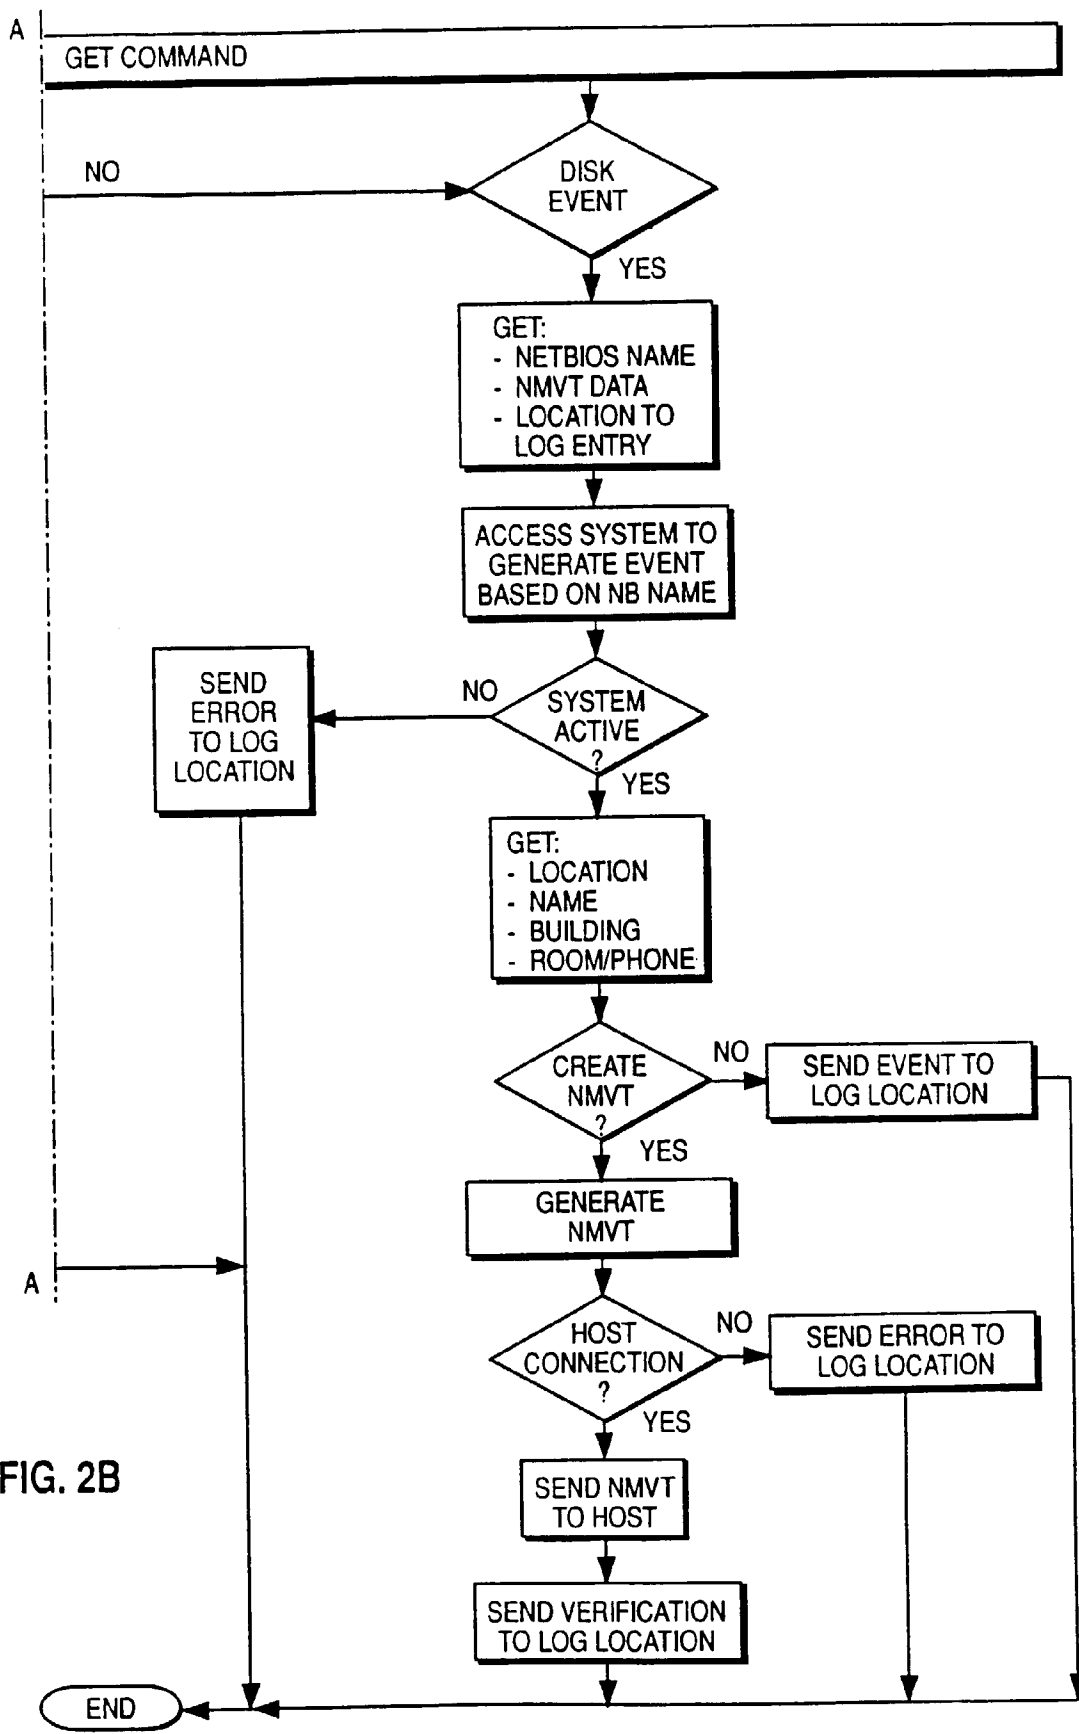 A
GET COMMAND
NO
DISK
EVENT
YES
GET:
- NETBIOS NAME
- NMVT DATA
- LOCATION TO
LOG ENTRY
ACCESS SYSTEM TO
GENERATE EVENT
BASED ON NB NAME
SEND
ERROR
TO LOG
LOCATION
NO
SYSTEM
ACTIVE
?
YES
GET:
- LOCATION
- NAME
- BUILDING
- ROOM/PHONE
CREATE
NMVT
?
NO
SEND EVENT TO
LOG LOCATION
YES
GENERATE
NMVT
A
HOST
CONNECTION
?
NO
SEND ERROR TO
LOG LOCATION
YES
FIG. 2B
SEND NMVT
TO HOST
SEND VERIFICATION
TO LOG LOCATION
END